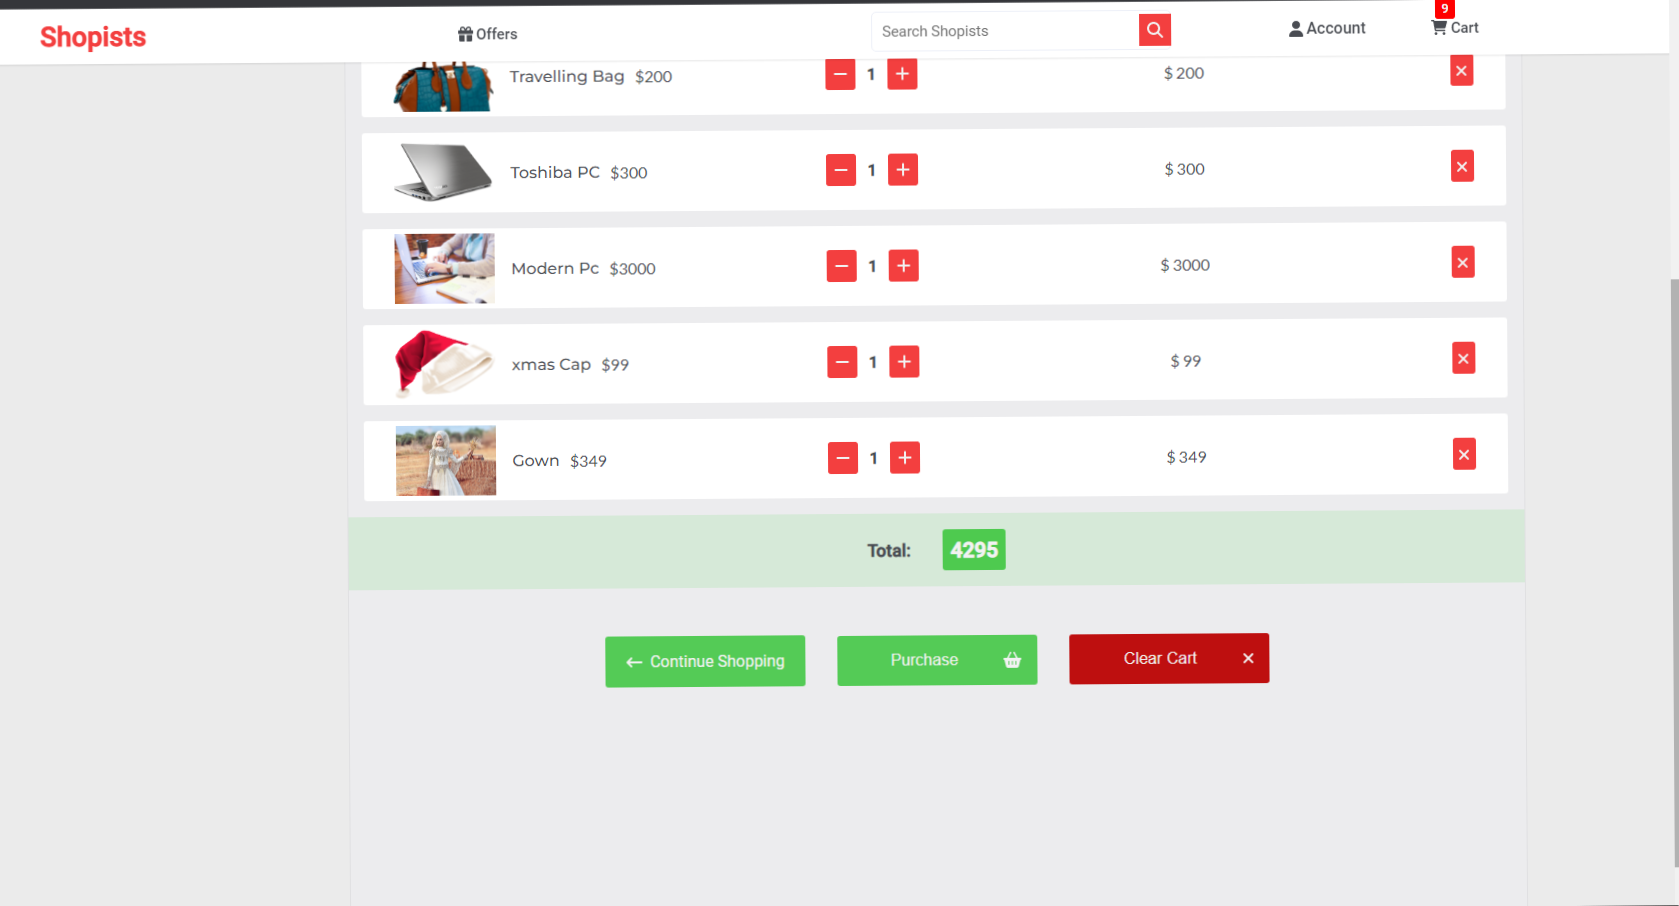 Shopists
Offers
Search Shopists
Account
9
Cart
Travelling Bag $200 1 $ 200
Toshiba PC $300 1 $ 300
Modern Pc $3000 1 $ 3000
xmas Cap $99 1 $ 99
Gown $349 1 $ 349
Total: 4295
Continue Shopping
Purchase
Clear Cart